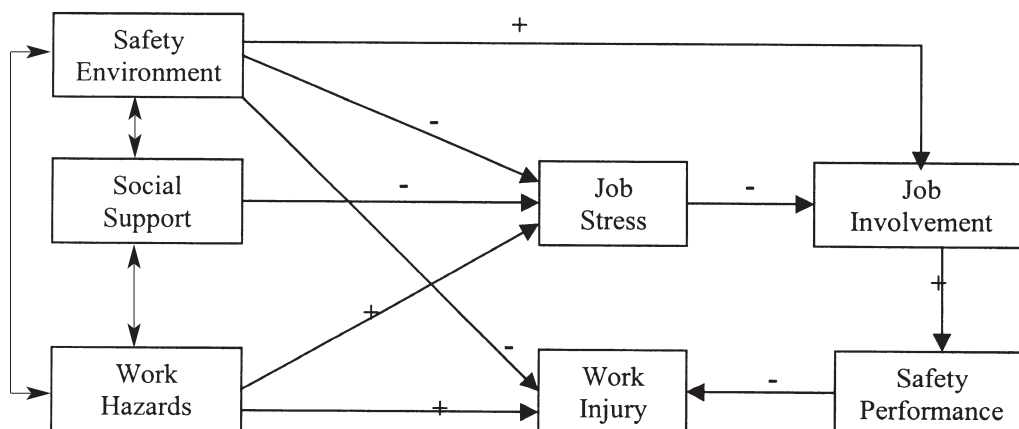 +
Safety
Environment
-
Social
Support
-
Job
Stress
-
Job
Involvement
+
+
Work
Hazards
-
+
Work
Injury
-
Safety
Performance